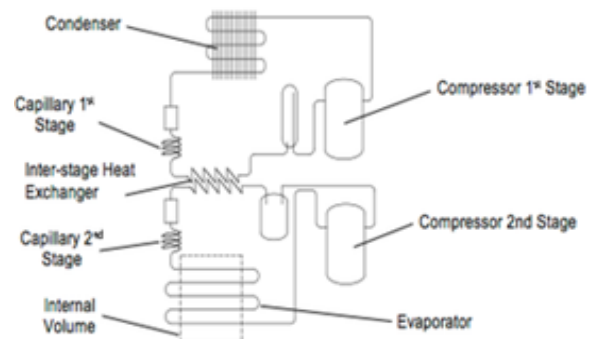 Condenser
Capillary 1st
Stage
Compressor 1st Stage
Inter-stage Heat
Exchanger
Capillary 2nd
Stage
Compressor 2nd Stage
Internal
Volume
Evaporator